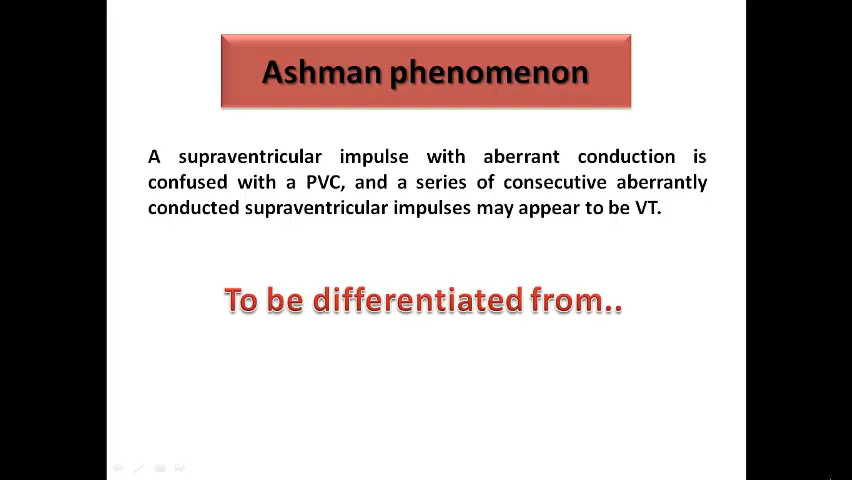 Ashman phenomenon
A supraventricular impulse with aberrant conduction is
confused with a PVC, and a series of consecutive aberrantly
conducted supraventricular impulses may appear to be VT.
To be differentiated from..